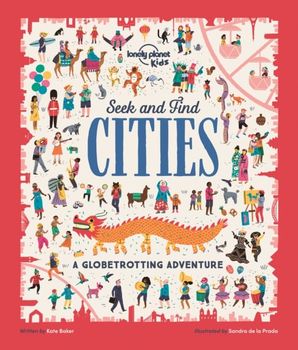 lonely planet
Kids
Seek and Find
CITIES
A GLOBETROTTING ADVENTURE
Written by Kate Baker
Illustrated by Sandra de la Prada